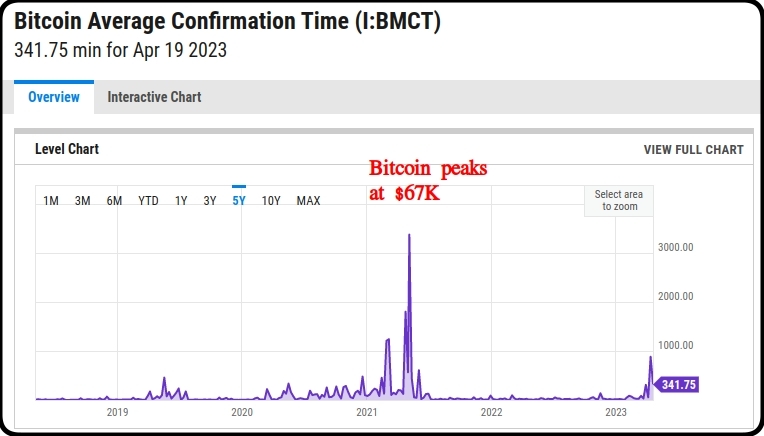 Bitcoin Average Confirmation Time (I:BMCT)
341.75 min for Apr 19 2023
Overview Interactive Chart
Level Chart VIEW FULL CHART
Bitcoin peaks
at $67K
1M 3M 6M YTD 1Y 3Y 5Y 10Y MAX
Select area
to zoom
3000.00
2000.00
1000.00
341.75
2019 2020 2021 2022 2023